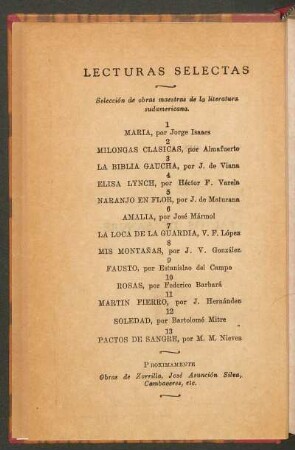 LECTURAS SELECTAS
Selección de obras maestras de la literatura
sudamericana.
1
MARIA, por Jorge Isaacs
2
MILONGAS CLASICAS, por Almafuerte
3
LA BIBLIA GAUCHA, por J. de Viana
4
ELISA LYNCH, por Héctor F. Varela
5
NARANJO EN FLOR, por J. de Maturana
6
AMALIA, por José Mármol
7
LA LOCA DE LA GUARDIA, V. F. López
8
MIS MONTAÑAS, por J. V. González
9
FAUSTO, por Estanislao del Campo
10
ROSAS, por Federico Barbará
11
MARTIN FIERRO, por J. Hernández
12
SOLEDAD, por Bartolomé Mitre
13
PACTOS DE SANGRE, por M. M. Nieves
PROXIMAMENTE
Obras de Zorrilla, José Asunción Silva,
Cambaceres, etc.